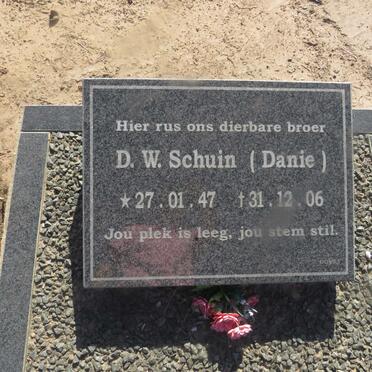 Hier rus ons dierbare broer
D. W. Schuin ( Danie )
★ 27 . 01 . 47 † 31 . 12 . 06
Jou plek is leeg, jou stem stil.